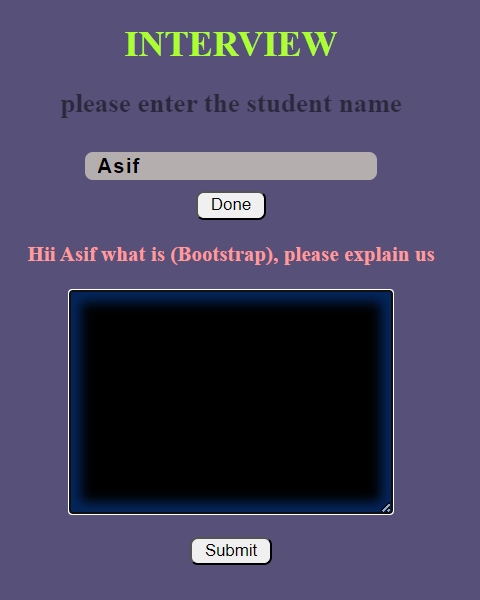 INTERVIEW
please enter the student name
Asif
Done
Hii Asif what is (Bootstrap), please explain us
Submit